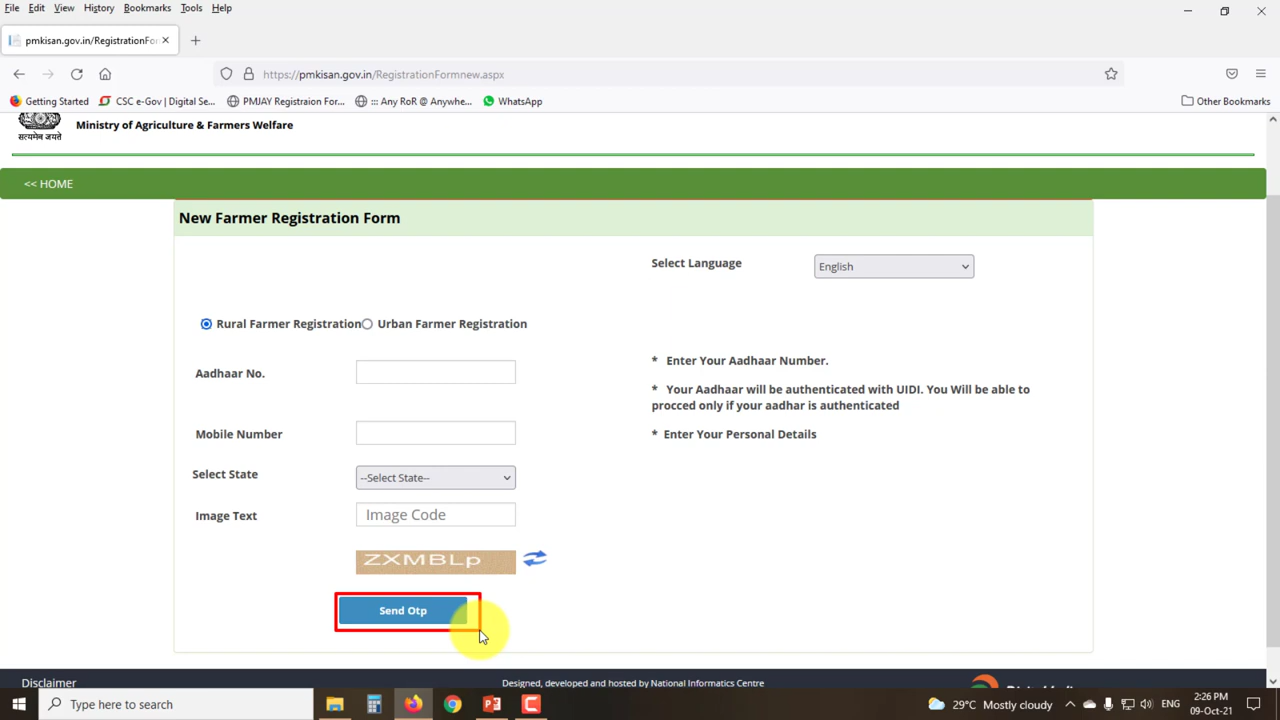 File Edit View History Bookmarks Tools Help
pmkisan.gov.in/RegistrationFor
https://pmkisan.gov.in/RegistrationFormnew.aspx
Getting Started CSC e-Gov | Digital Se... PMJAY Registraion For... ::: Any RoR @ Anywhe... WhatsApp Other Bookmarks
सत्यमेव जयते
Ministry of Agriculture & Farmers Welfare
<< HOME
New Farmer Registration Form
Select Language English
Rural Farmer Registration Urban Farmer Registration
Aadhaar No.
* Enter Your Aadhaar Number.
* Your Aadhaar will be authenticated with UIDI. You Will be able to
procced only if your aadhar is authenticated
Mobile Number
* Enter Your Personal Details
Select State --Select State--
Image Text Image Code
ZXMBLp
Send Otp
Disclaimer
Designed, developed and hosted by National Informatics Centre
Type here to search
29°C Mostly cloudy
ENG
2:26 PM
09-Oct-21